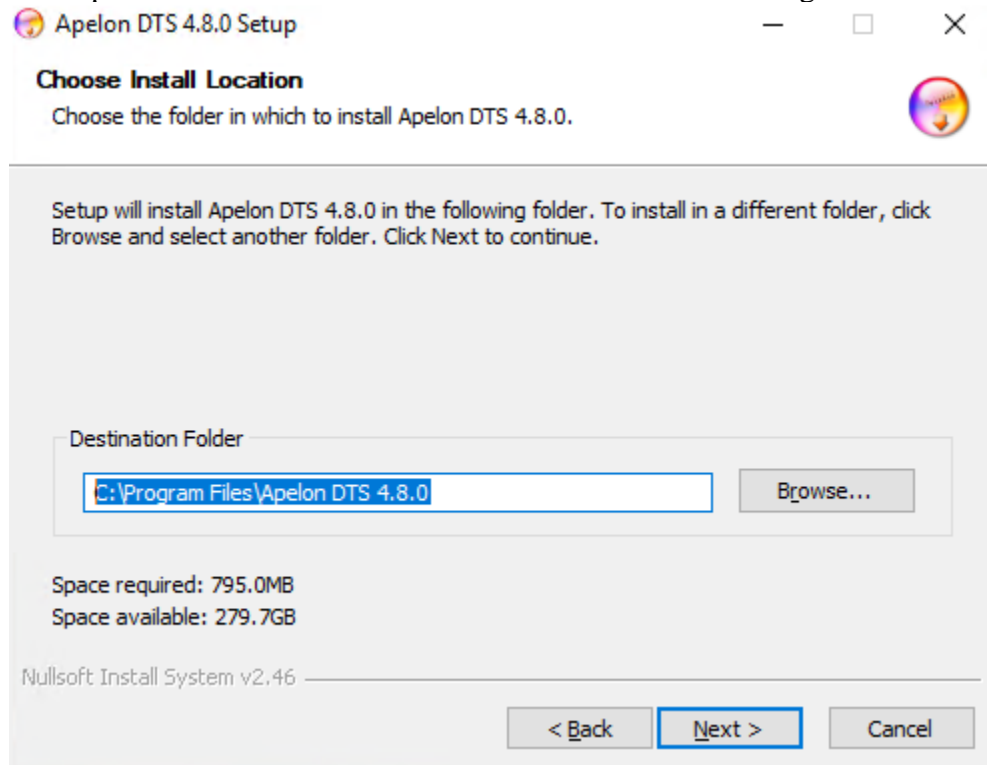 Apelon DTS 4.8.0 Setup
Choose Install Location
Choose the folder in which to install Apelon DTS 4.8.0.
Setup will install Apelon DTS 4.8.0 in the following folder. To install in a different folder, click
Browse and select another folder. Click Next to continue.
Destination Folder
C:\Program Files\Apelon DTS 4.8.0
Browse...
Space required: 795.0MB
Space available: 279.7GB
Nullsoft Install System v2.46
< Back
Next >
Cancel